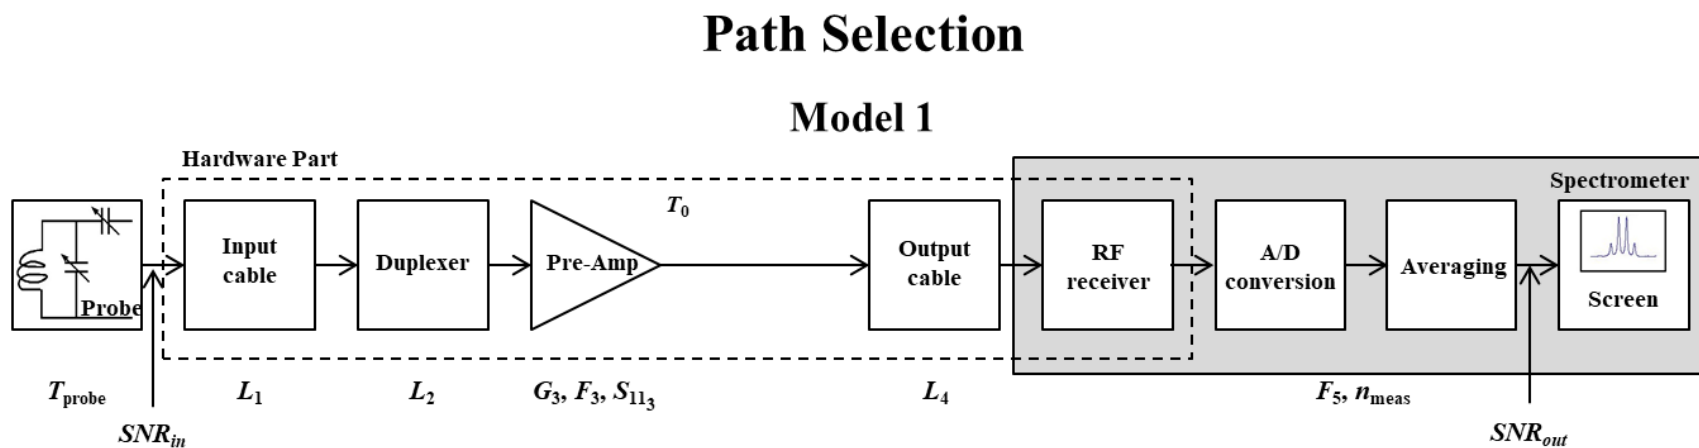 Path Selection
Model 1
Hardware Part
Spectrometer
T0
Probe
Input
cable
Duplexer
Pre-Amp
Output
cable
RF
receiver
A/D
conversion
Averaging
Screen
Tprobe
L1
L2
G3, F3, S113
L4
F5, nmeas
SNRin
SNRout